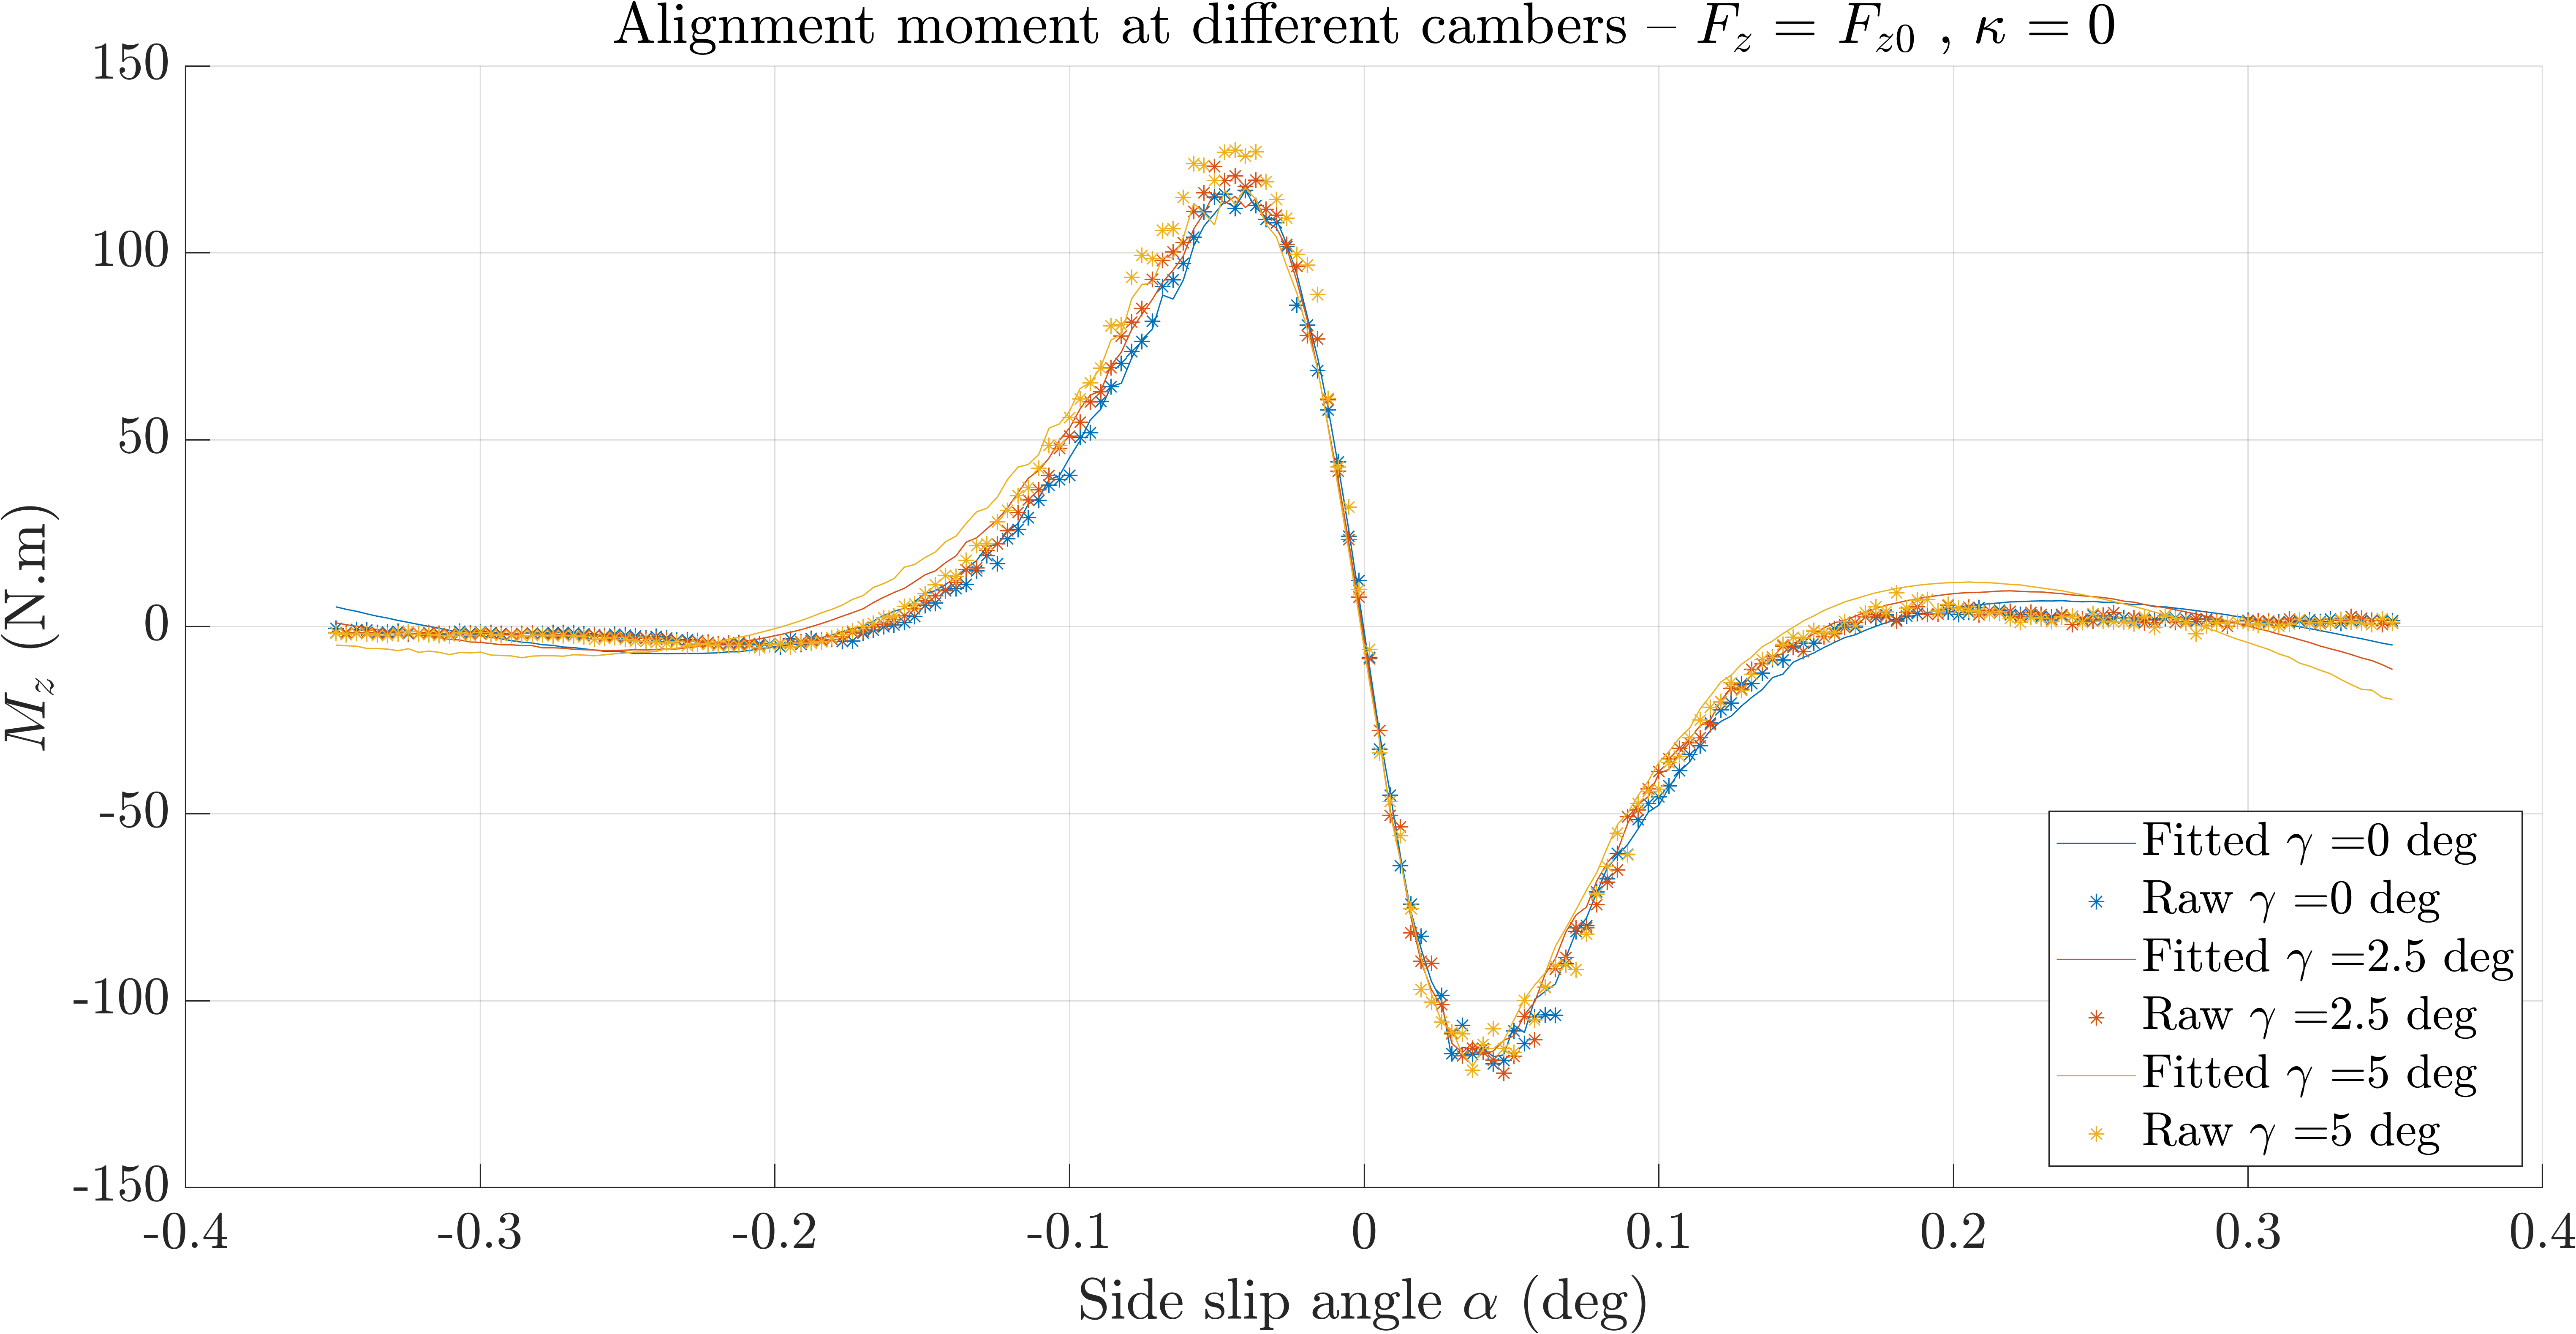 Alignment moment at different cambers – F_z = F_{z0} , κ = 0
150
100
50
0
-50
-100
-150
M_z (N.m)
-0.4 -0.3 -0.2 -0.1 0 0.1 0.2 0.3 0.4
Side slip angle α (deg)
Fitted γ =0 deg
Raw γ =0 deg
Fitted γ =2.5 deg
Raw γ =2.5 deg
Fitted γ =5 deg
Raw γ =5 deg